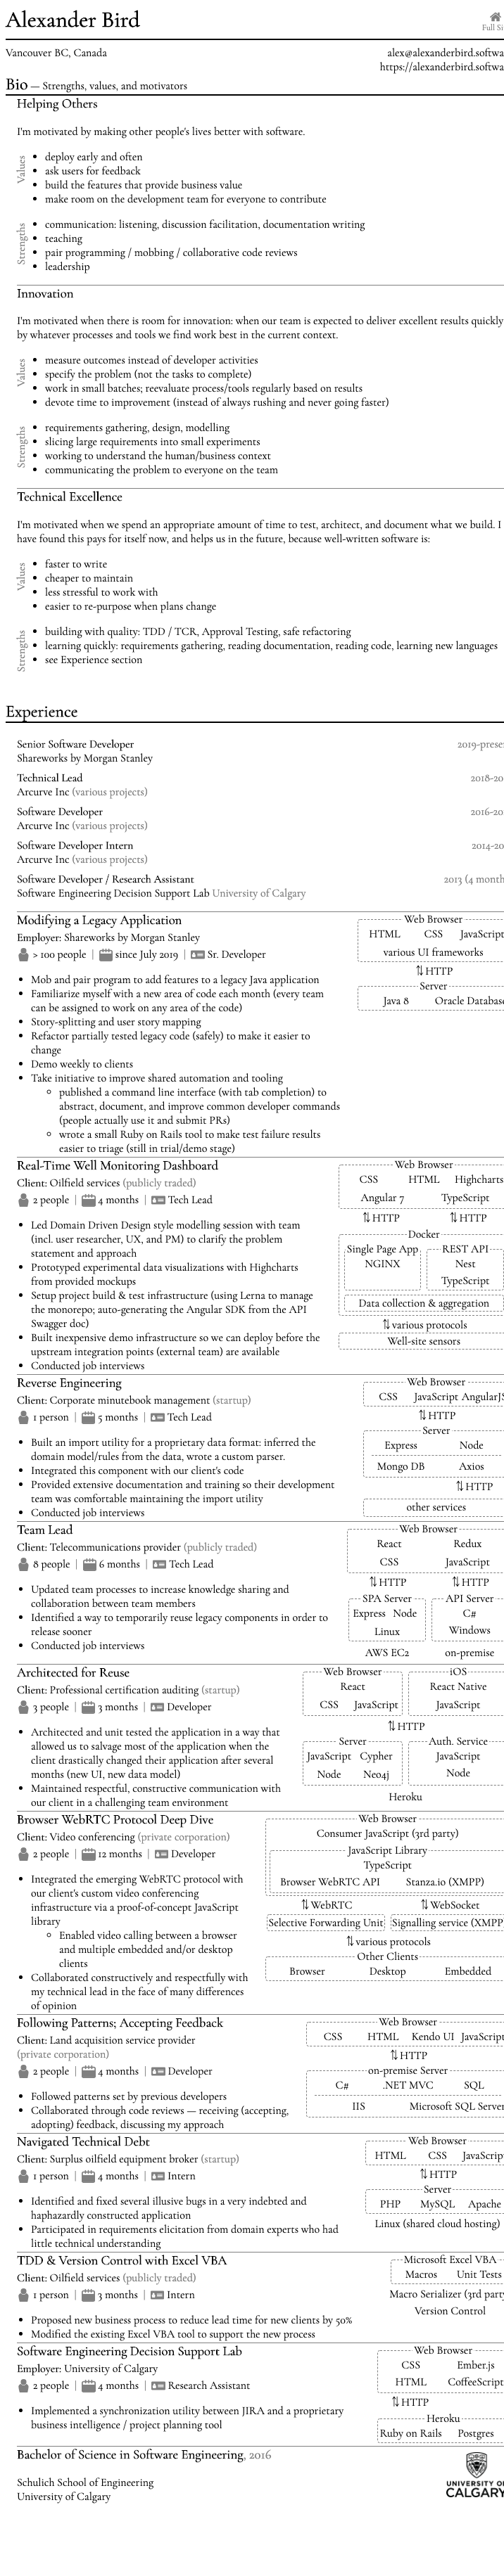 Alexander Bird
Full Si
Vancouver BC, Canada
alex@alexanderbird.softwa
https://alexanderbird.softwa
Bio — Strengths, values, and motivators
Helping Others
I'm motivated by making other people's lives better with software.
Values
• deploy early and often
• ask users for feedback
• build the features that provide business value
• make room on the development team for everyone to contribute
Strengths
• communication: listening, discussion facilitation, documentation writing
• teaching
• pair programming / mobbing / collaborative code reviews
• leadership
Innovation
I'm motivated when there is room for innovation: when our team is expected to deliver excellent results quickly
by whatever processes and tools we find work best in the current context.
Values
• measure outcomes instead of developer activities
• specify the problem (not the tasks to complete)
• work in small batches; reevaluate process/tools regularly based on results
• devote time to improvement (instead of always rushing and never going faster)
Strengths
• requirements gathering, design, modelling
• slicing large requirements into small experiments
• working to understand the human/business context
• communicating the problem to everyone on the team
Technical Excellence
I'm motivated when we spend an appropriate amount of time to test, architect, and document what we build. I
have found this pays for itself now, and helps us in the future, because well-written software is:
Values
• faster to write
• cheaper to maintain
• less stressful to work with
• easier to re-purpose when plans change
Strengths
• building with quality: TDD / TCR, Approval Testing, safe refactoring
• learning quickly: requirements gathering, reading documentation, reading code, learning new languages
• see Experience section
Experience
Senior Software Developer
2019-prese
Shareworks by Morgan Stanley
Technical Lead
2018-20
Arcurve Inc (various projects)
Software Developer
2016-20
Arcurve Inc (various projects)
Software Developer Intern
2014-20
Arcurve Inc (various projects)
Software Developer / Research Assistant
2013 (4 month
Software Engineering Decision Support Lab University of Calgary
Modifying a Legacy Application
Employer: Shareworks by Morgan Stanley
> 100 people | since July 2019 | Sr. Developer
• Mob and pair program to add features to a legacy Java application
• Familiarize myself with a new area of code each month (every team
can be assigned to work on any area of the code)
• Story-splitting and user story mapping
• Refactor partially tested legacy code (safely) to make it easier to
change
• Demo weekly to clients
• Take initiative to improve shared automation and tooling
◦ published a command line interface (with tab completion) to
abstract, document, and improve common developer commands
(people actually use it and submit PRs)
◦ wrote a small Ruby on Rails tool to make test failure results
easier to triage (still in trial/demo stage)
Web Browser
HTML CSS JavaScript
various UI frameworks
⇅ HTTP
Server
Java 8 Oracle Database
Real-Time Well Monitoring Dashboard
Client: Oilfield services (publicly traded)
2 people | 4 months | Tech Lead
• Led Domain Driven Design style modelling session with team
(incl. user researcher, UX, and PM) to clarify the problem
statement and approach
• Prototyped experimental data visualizations with Highcharts
from provided mockups
• Setup project build & test infrastructure (using Lerna to manage
the monorepo; auto-generating the Angular SDK from the API
Swagger doc)
• Built inexpensive demo infrastructure so we can deploy before the
upstream integration points (external team) are available
• Conducted job interviews
Web Browser
CSS HTML Highcharts
Angular 7 TypeScript
⇅ HTTP ⇅ HTTP
Docker
Single Page App REST API
NGINX Nest
TypeScript
Data collection & aggregation
⇅ various protocols
Well-site sensors
Reverse Engineering
Client: Corporate minutebook management (startup)
1 person | 5 months | Tech Lead
• Built an import utility for a proprietary data format: inferred the
domain model/rules from the data, wrote a custom parser.
• Integrated this component with our client's code
• Provided extensive documentation and training so their development
team was comfortable maintaining the import utility
• Conducted job interviews
Web Browser
CSS JavaScript AngularJS
⇅ HTTP
Server
Express Node
Mongo DB Axios
⇅ HTTP
other services
Team Lead
Client: Telecommunications provider (publicly traded)
8 people | 6 months | Tech Lead
• Updated team processes to increase knowledge sharing and
collaboration between team members
• Identified a way to temporarily reuse legacy components in order to
release sooner
• Conducted job interviews
Web Browser
React Redux
CSS JavaScript
⇅ HTTP ⇅ HTTP
SPA Server API Server
Express Node C#
Linux Windows
AWS EC2 on-premise
Architected for Reuse
Client: Professional certification auditing (startup)
3 people | 3 months | Developer
• Architected and unit tested the application in a way that
allowed us to salvage most of the application when the
client drastically changed their application after several
months (new UI, new data model)
• Maintained respectful, constructive communication with
our client in a challenging team environment
Web Browser iOS
React React Native
CSS JavaScript JavaScript
⇅ HTTP
Server Auth. Service
JavaScript Cypher JavaScript
Node Neo4j Node
Heroku
Browser WebRTC Protocol Deep Dive
Client: Video conferencing (private corporation)
2 people | 12 months | Developer
• Integrated the emerging WebRTC protocol with
our client's custom video conferencing
infrastructure via a proof-of-concept JavaScript
library
◦ Enabled video calling between a browser
and multiple embedded and/or desktop
clients
• Collaborated constructively and respectfully with
my technical lead in the face of many differences
of opinion
Web Browser
Consumer JavaScript (3rd party)
JavaScript Library
TypeScript
Browser WebRTC API Stanza.io (XMPP)
⇅ WebRTC ⇅ WebSocket
Selective Forwarding Unit Signalling service (XMPP
⇅ various protocols
Other Clients
Browser Desktop Embedded
Following Patterns; Accepting Feedback
Client: Land acquisition service provider
(private corporation)
2 people | 4 months | Developer
• Followed patterns set by previous developers
• Collaborated through code reviews — receiving (accepting,
adopting) feedback, discussing my approach
Web Browser
CSS HTML Kendo UI JavaScript
⇅ HTTP
on-premise Server
C# .NET MVC SQL
IIS Microsoft SQL Server
Navigated Technical Debt
Client: Surplus oilfield equipment broker (startup)
1 person | 4 months | Intern
• Identified and fixed several illusive bugs in a very indebted and
haphazardly constructed application
• Participated in requirements elicitation from domain experts who had
little technical understanding
Web Browser
HTML CSS JavaScrip
⇅ HTTP
Server
PHP MySQL Apache
Linux (shared cloud hosting)
TDD & Version Control with Excel VBA
Client: Oilfield services (publicly traded)
1 person | 3 months | Intern
• Proposed new business process to reduce lead time for new clients by 50%
• Modified the existing Excel VBA tool to support the new process
Microsoft Excel VBA
Macros Unit Tests
Macro Serializer (3rd party
Version Control
Software Engineering Decision Support Lab
Employer: University of Calgary
2 people | 4 months | Research Assistant
• Implemented a synchronization utility between JIRA and a proprietary
business intelligence / project planning tool
Web Browser
CSS Ember.js
HTML CoffeeScript
⇅ HTTP
Heroku
Ruby on Rails Postgres
Bachelor of Science in Software Engineering, 2016
Schulich School of Engineering
University of Calgary
UNIVERSITY OF
CALGARY